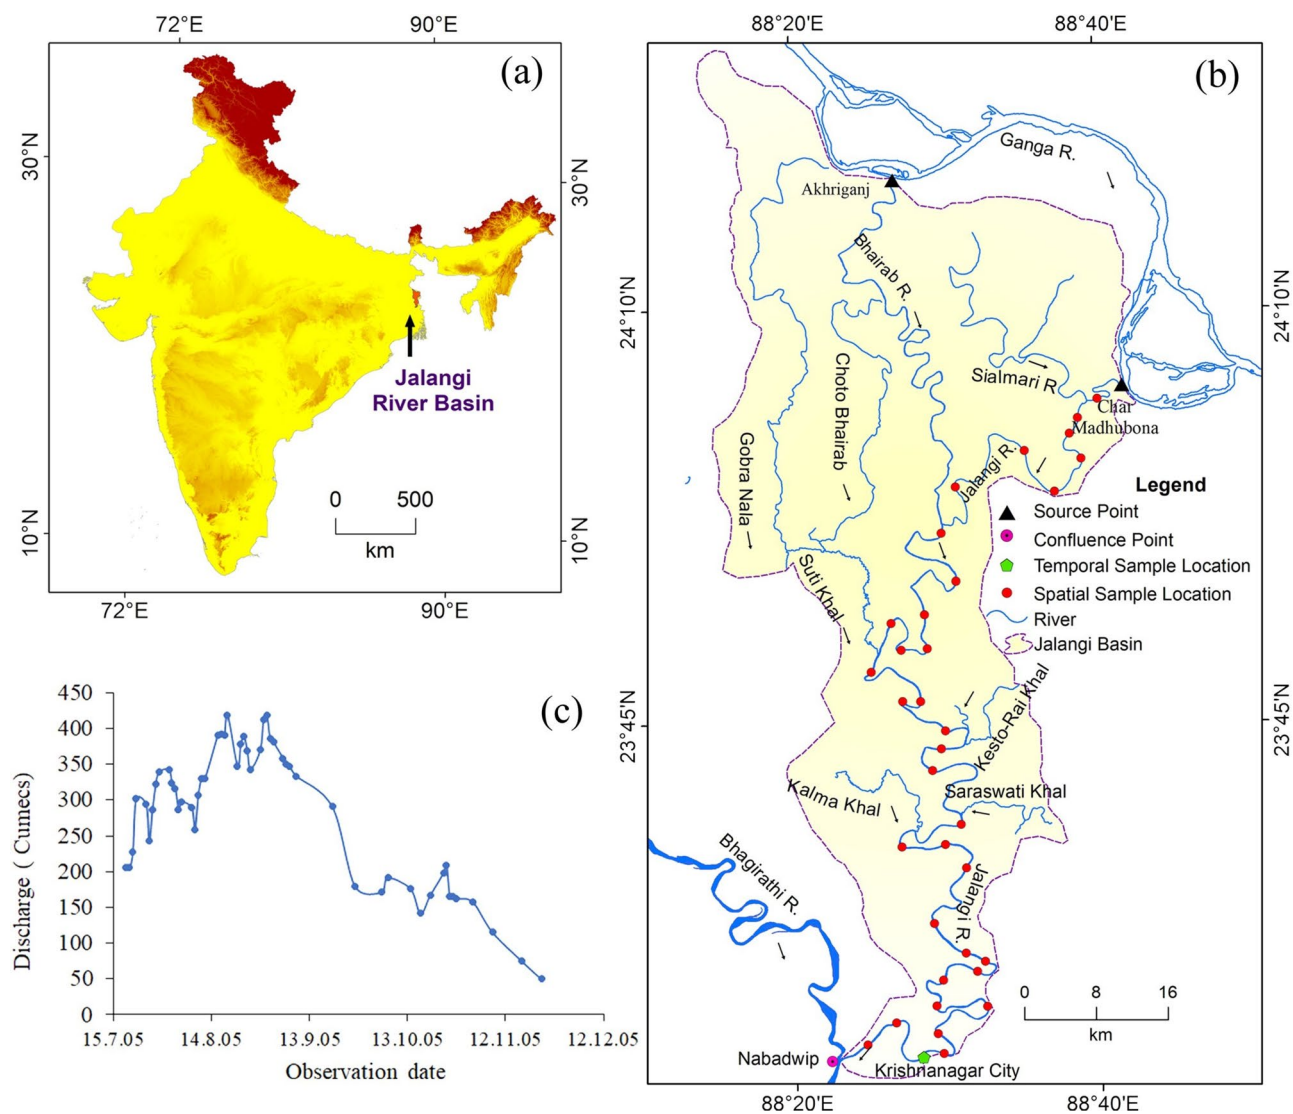 72°E
90°E
(a)
30°N
30°N
Jalangi
River Basin
0
500
km
10°N
10°N
72°E
90°E
88°20'E
88°40'E
(b)
Ganga R.
Akhriganj
Bhairab R.
24°10'N
24°10'N
Choto Bhairab
Sialmari R
Char
Madhubona
Gobra Nala
Jalangi R.
Legend
Source Point
Confluence Point
Temporal Sample Location
Spatial Sample Location
River
Jalangi Basin
Suti Khal
Kesto-Rai Khal
23°45'N
23°45'N
Kalma Khal
Saraswati Khal
Bhagirathi R.
Jalangi R.
0
8
16
km
Nabadwip
Krishnanagar City
88°20'E
88°40'E
(c)
Discharge ( Cumecs)
450
400
350
300
250
200
150
100
50
0
15.7.05
14.8.05
13.9.05
13.10.05
12.11.05
12.12.05
Observation date